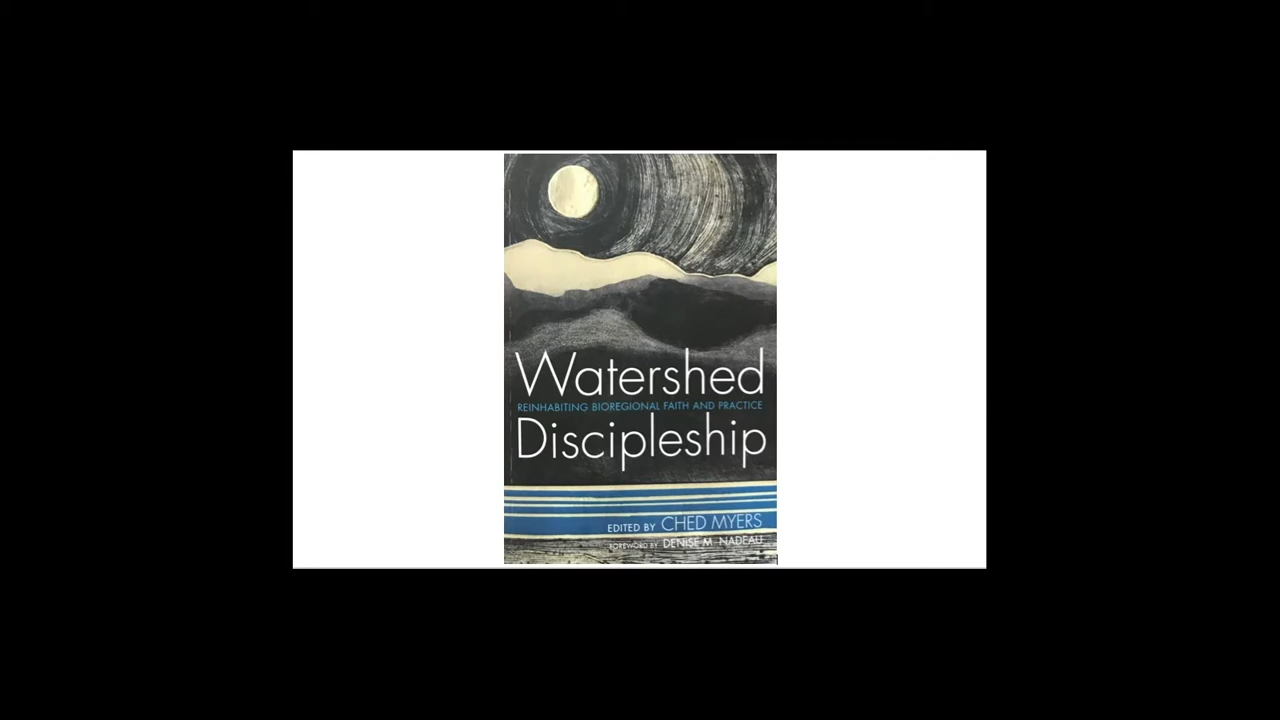 Watershed
REINHABITING BIOREGIONAL FAITH AND PRACTICE
Discipleship
EDITED BY CHED MYERS
FOREWORD BY DENISE M. NADEAU